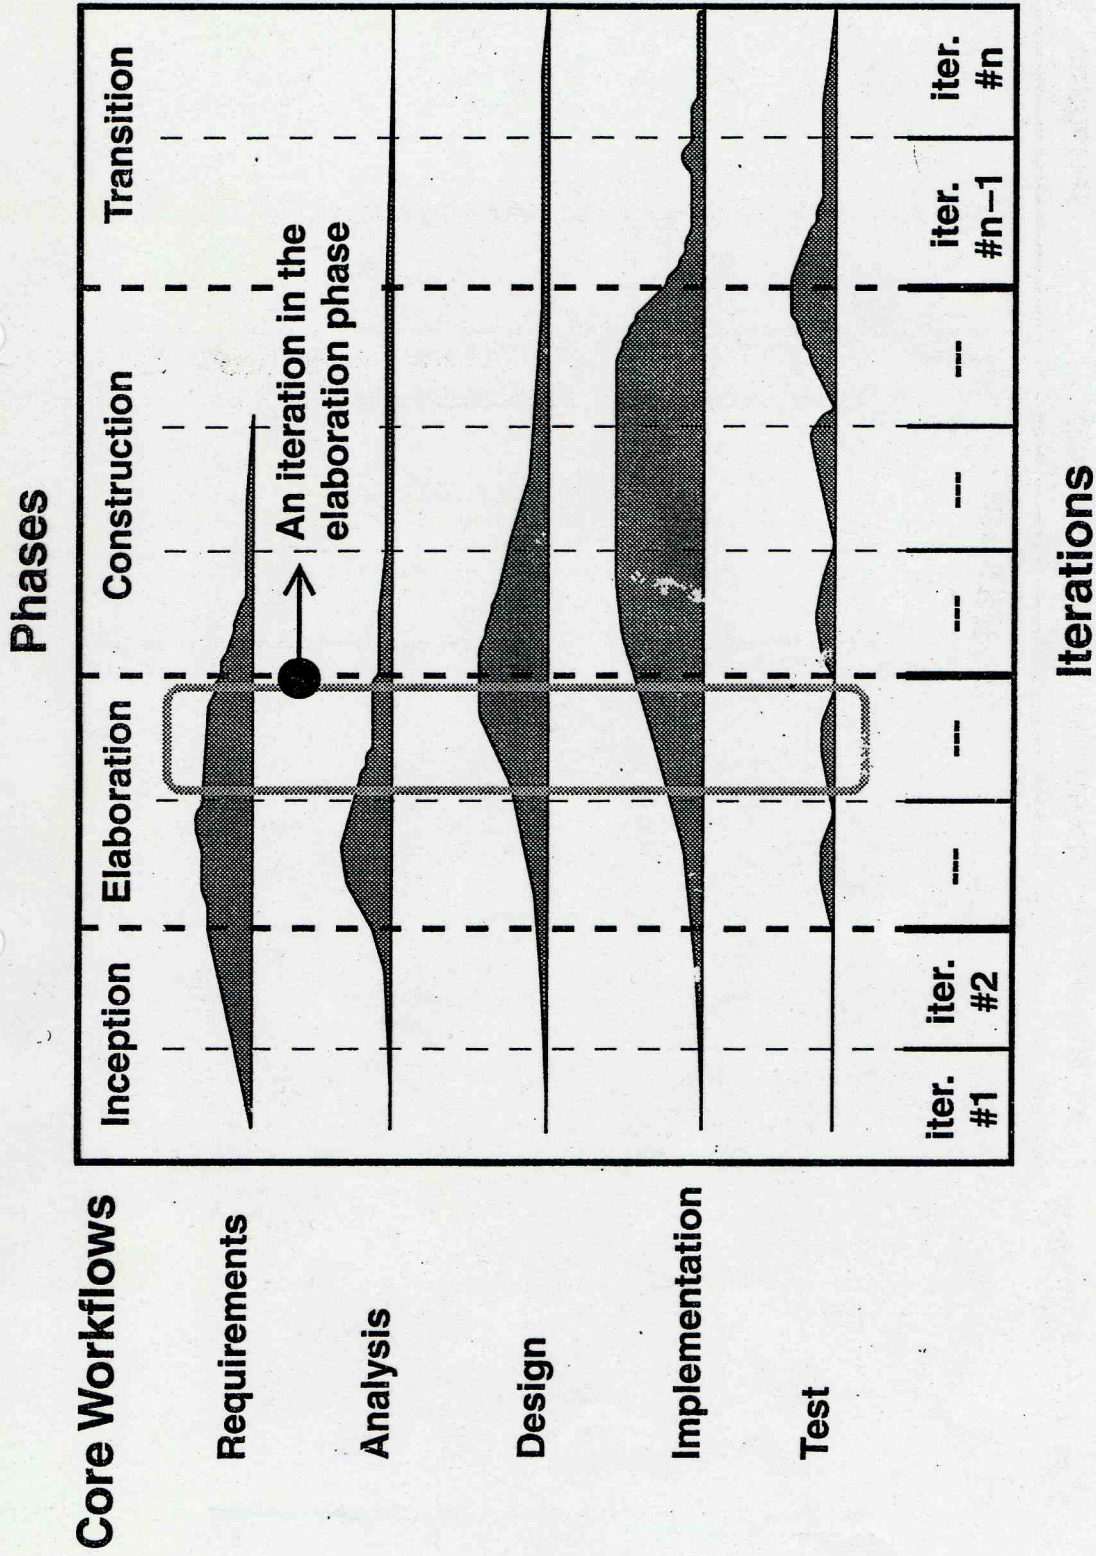 Phases
Core Workflows
Inception
Elaboration
Construction
Transition
Requirements
An iteration in the
elaboration phase
Analysis
Design
Implementation
Test
iter.
#1
iter.
#2
---
---
---
---
---
iter.
#n−1
iter.
#n
Iterations